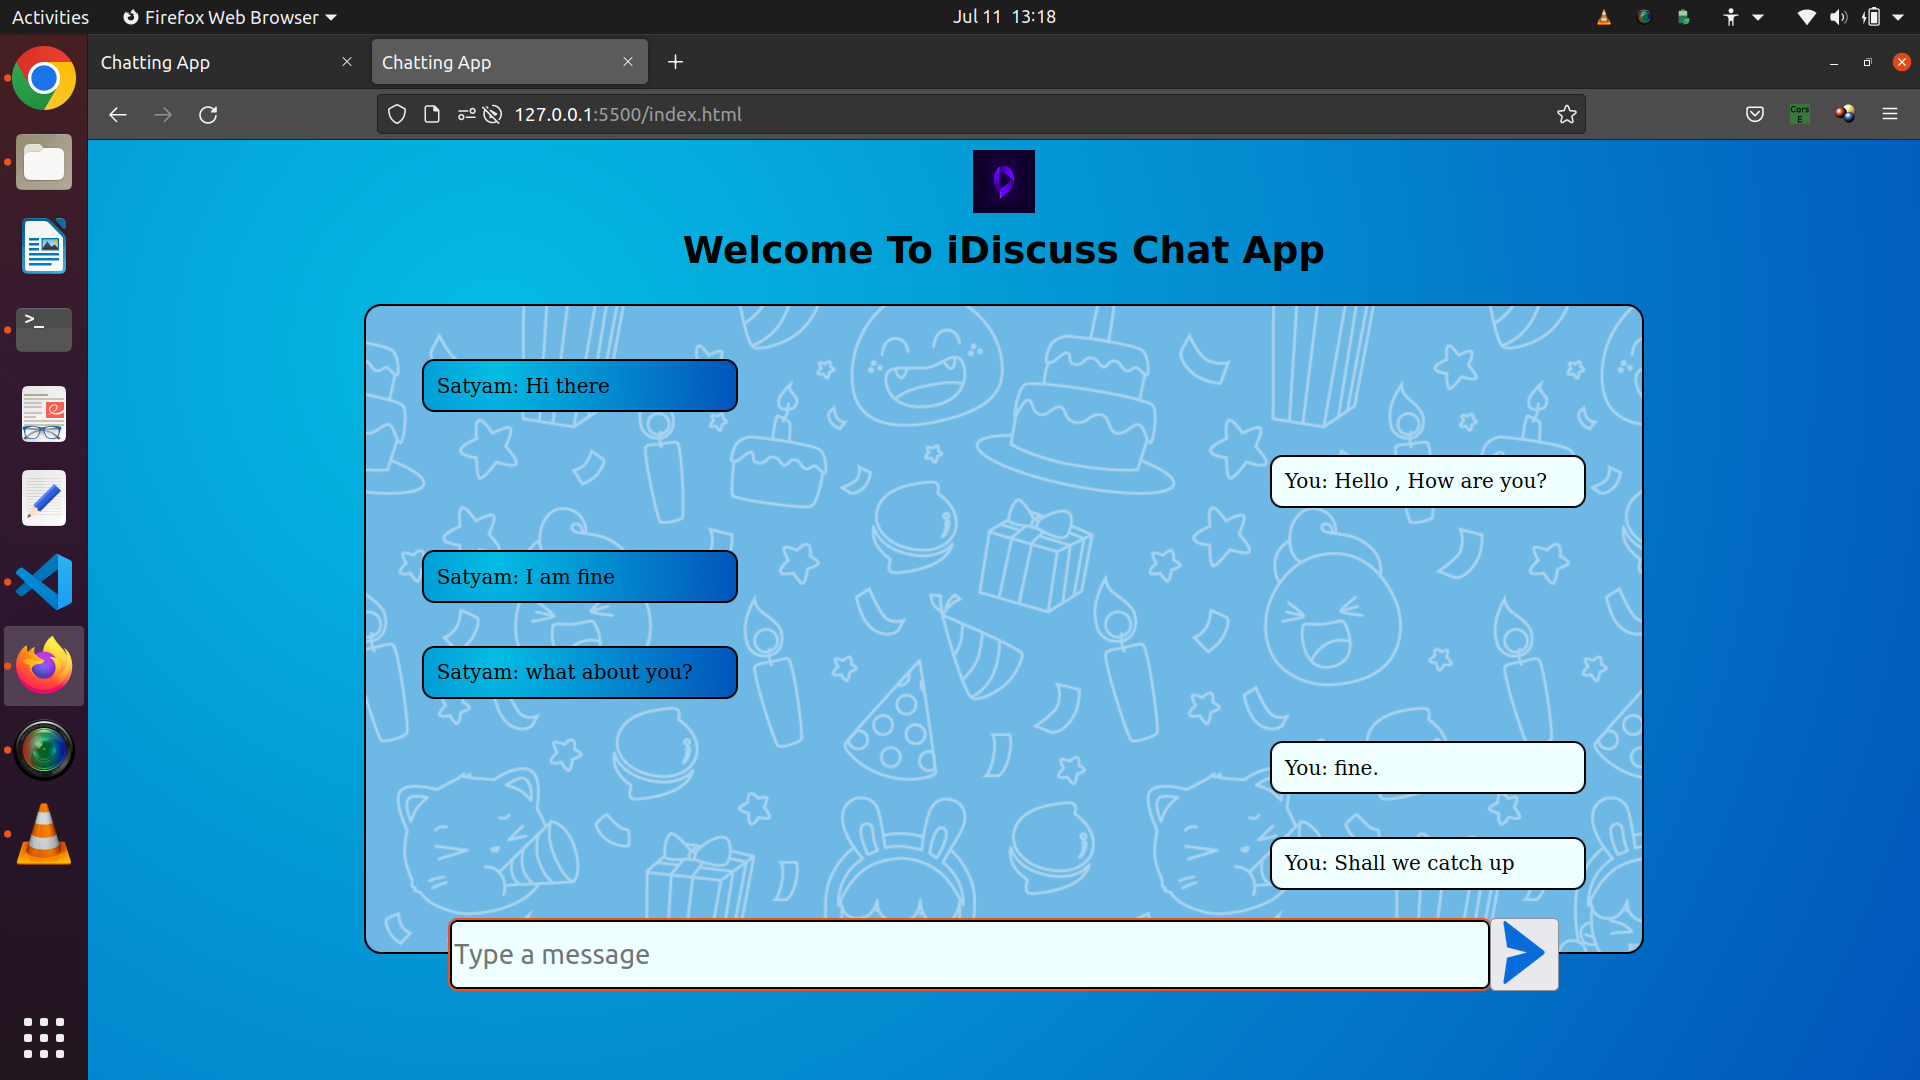 Activities
Firefox Web Browser
Jul 11 13:18
Chatting App
Chatting App
127.0.0.1:5500/index.html
Cors
E
Welcome To iDiscuss Chat App
Satyam: Hi there
You: Hello , How are you?
Satyam: I am fine
Satyam: what about you?
You: fine.
You: Shall we catch up
Type a message
>_